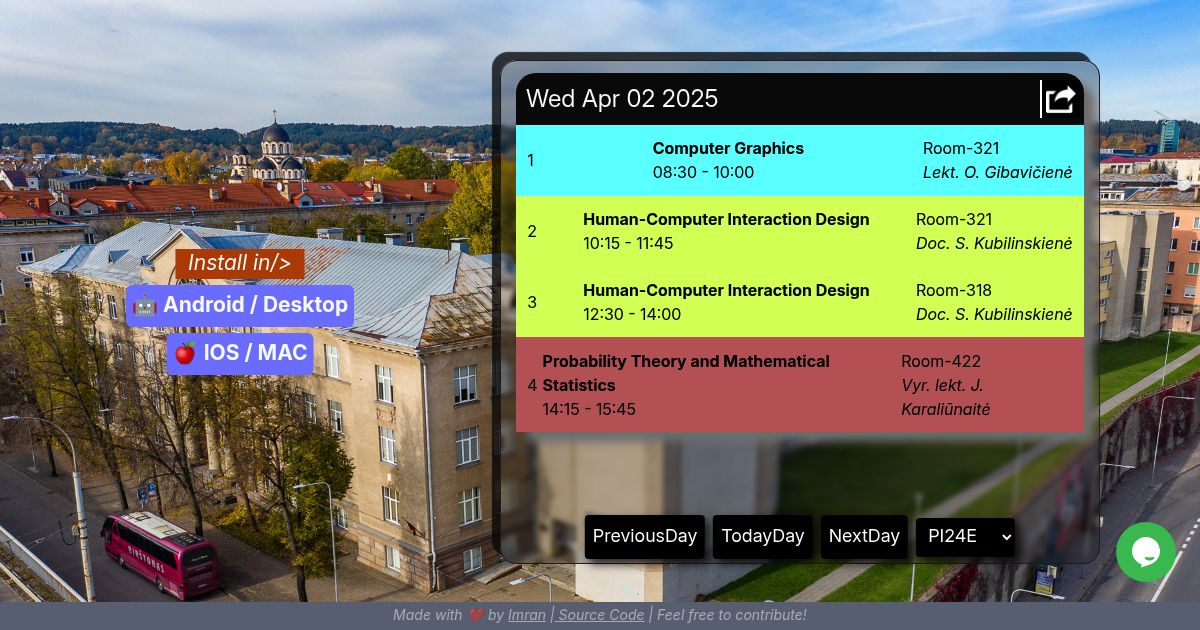 Wed Apr 02 2025
1
Computer Graphics
08:30 - 10:00
Room-321
Lekt. O. Gibavičienė
2
Human-Computer Interaction Design
10:15 - 11:45
Room-321
Doc. S. Kubilinskienė
3
Human-Computer Interaction Design
12:30 - 14:00
Room-318
Doc. S. Kubilinskienė
4
Probability Theory and Mathematical
Statistics
14:15 - 15:45
Room-422
Vyr. lekt. J.
Karaliūnaitė
Install in/>
🤖 Android / Desktop
🍎 IOS / MAC
BIRŠTONAS
PreviousDay
TodayDay
NextDay
PI24E
Made with ❤️ by Imran | Source Code | Feel free to contribute!